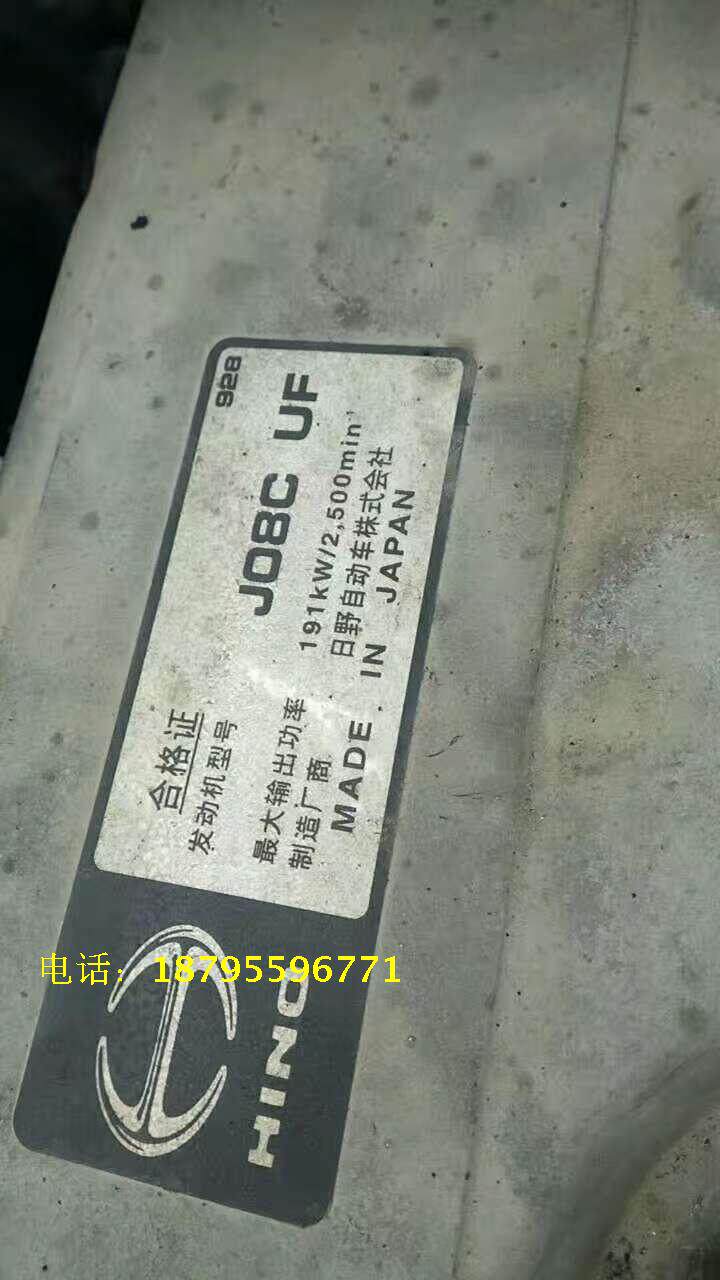 928
合格证
发动机型号 J08C UF
最大输出功率 191kW/2,500min⁻¹
制造厂商 日野自动车株式会社
MADE IN JAPAN
HINO
电话：18795596771